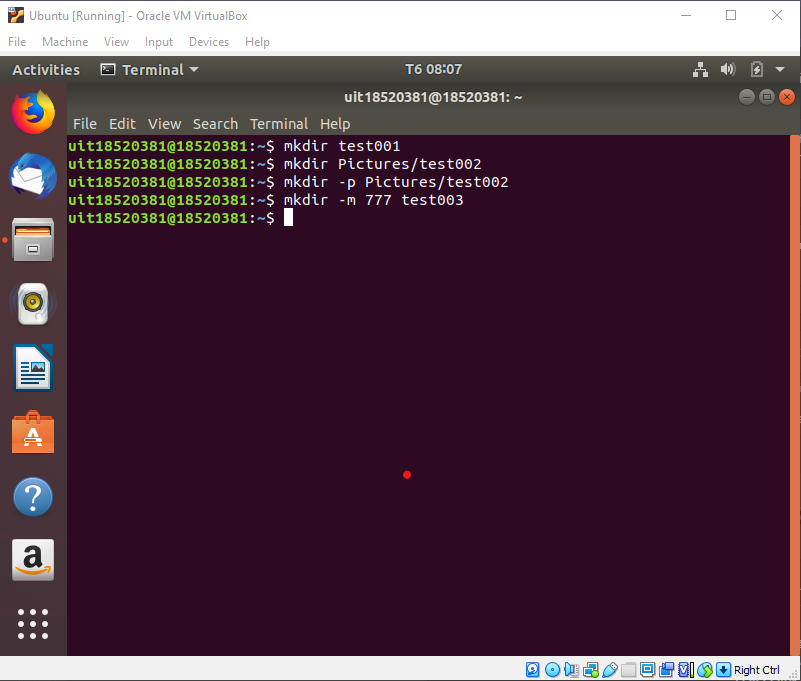 Ubuntu [Running] - Oracle VM VirtualBox
File Machine View Input Devices Help
Activities Terminal T6 08:07
uit18520381@18520381: ~
File Edit View Search Terminal Help
uit18520381@18520381:~$ mkdir test001
uit18520381@18520381:~$ mkdir Pictures/test002
uit18520381@18520381:~$ mkdir -p Pictures/test002
uit18520381@18520381:~$ mkdir -m 777 test003
uit18520381@18520381:~$
Right Ctrl